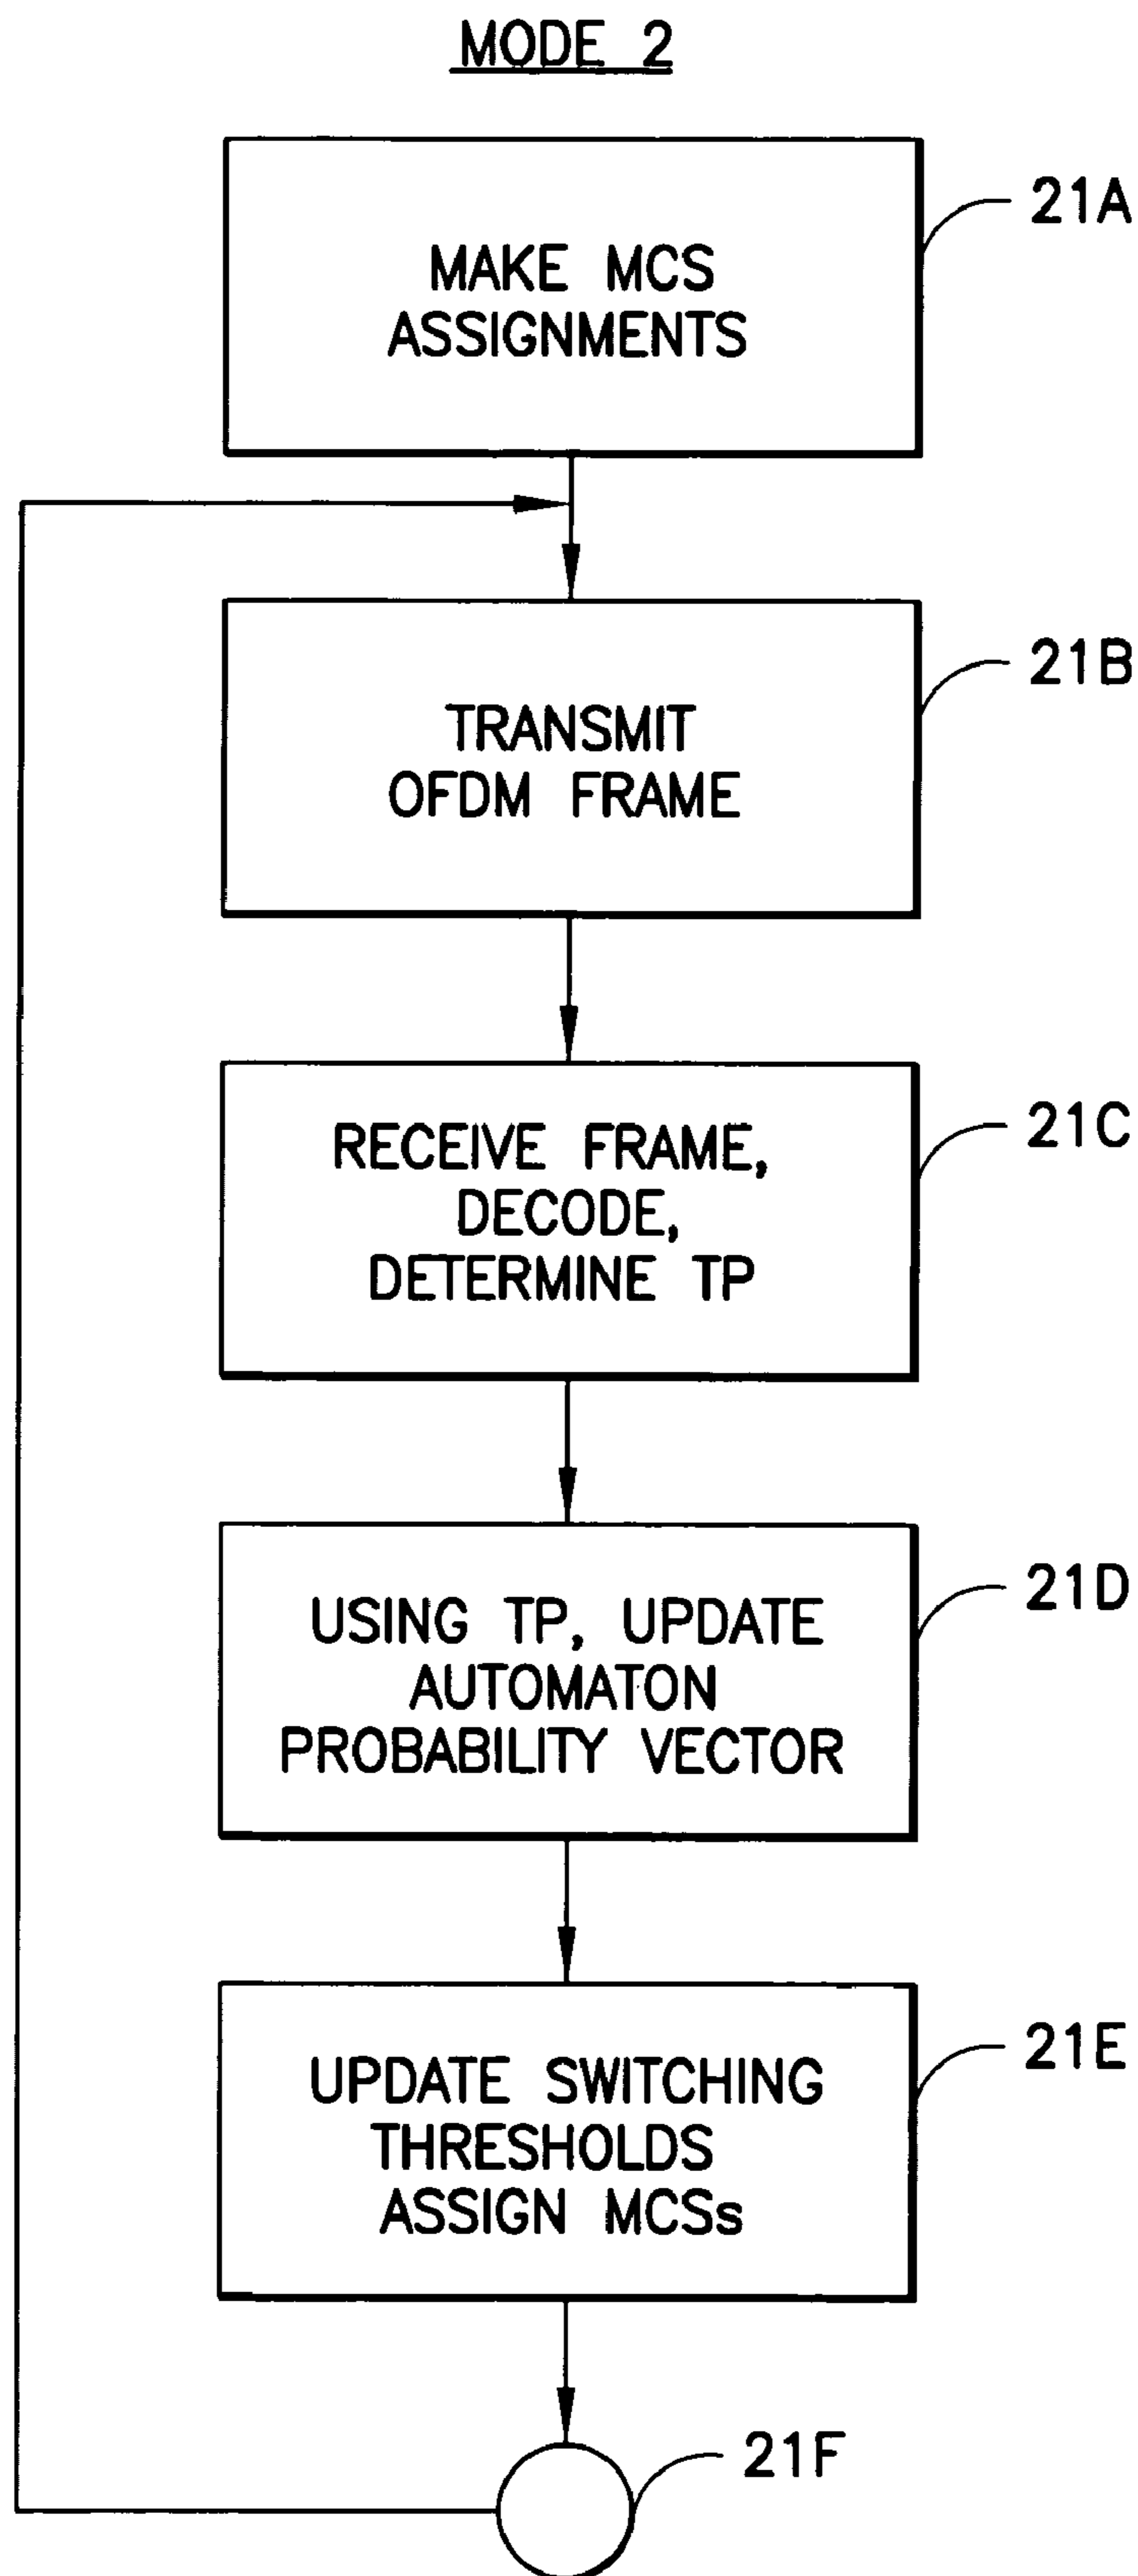 MODE 2
MAKE MCS
ASSIGNMENTS
21A
TRANSMIT
OFDM FRAME
21B
RECEIVE FRAME,
DECODE,
DETERMINE TP
21C
USING TP, UPDATE
AUTOMATON
PROBABILITY VECTOR
21D
UPDATE SWITCHING
THRESHOLDS
ASSIGN MCSs
21E
21F